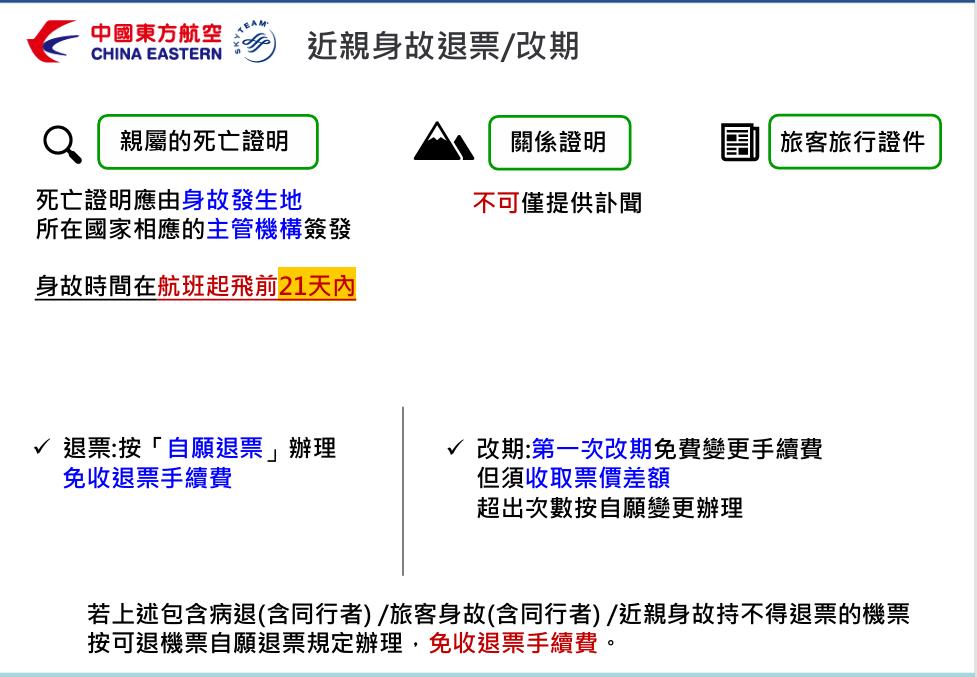 中國東方航空
CHINA EASTERN
SKYTEAM
近親身故退票/改期
親屬的死亡證明
死亡證明應由身故發生地
所在國家相應的主管機構簽發
身故時間在航班起飛前21天內
關係證明
不可僅提供訃聞
旅客旅行證件
✓ 退票:按「自願退票」辦理
免收退票手續費
✓ 改期:第一次改期免費變更手續費
但須收取票價差額
超出次數按自願變更辦理
若上述包含病退(含同行者) /旅客身故(含同行者) /近親身故持不得退票的機票
按可退機票自願退票規定辦理，免收退票手續費。